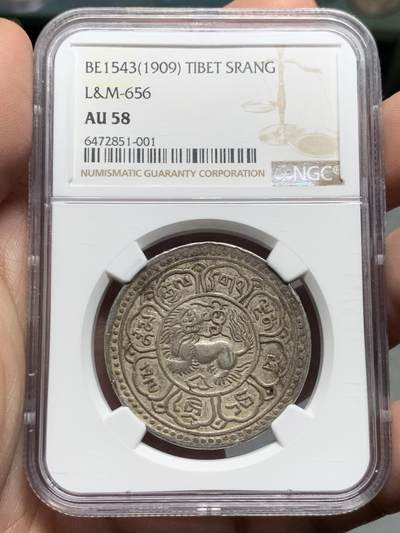 BE1543(1909) TIBET SRANG
L&M-656
AU 58
6472851-001
NUMISMATIC GUARANTY CORPORATION
NGC